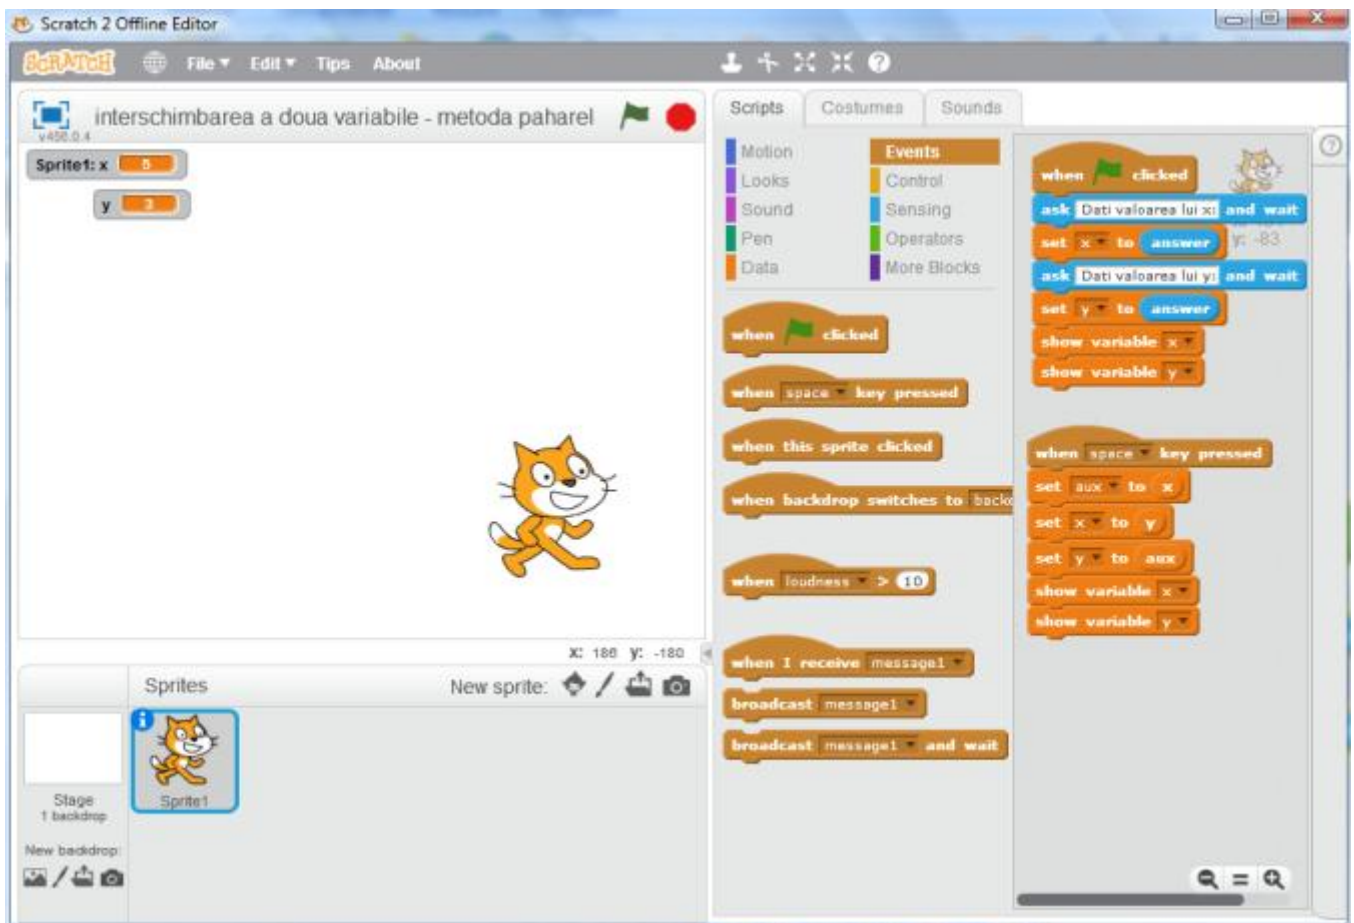 Scratch 2 Offline Editor
SCRATCH File Edit Tips About
interschimbarea a doua variabile - metoda paharel
v456.0.4
Sprite1: x 5
y 3
x: 186 y: -180
Sprites New sprite:
Stage
1 backdrop
Sprite1
New backdrop:
Scripts Costumes Sounds
Motion Events
Looks Control
Sound Sensing
Pen Operators
Data More Blocks
when clicked
when space key pressed
when this sprite clicked
when backdrop switches to
when loudness > 10
when I receive message1
broadcast message1
broadcast message1 and wait
when clicked
ask Dati valoarea lui x: and wait
set x to answer
y: -83
ask Dati valoarea lui y: and wait
set y to answer
show variable x
show variable y
when space key pressed
set aux to x
set x to y
set y to aux
show variable x
show variable y